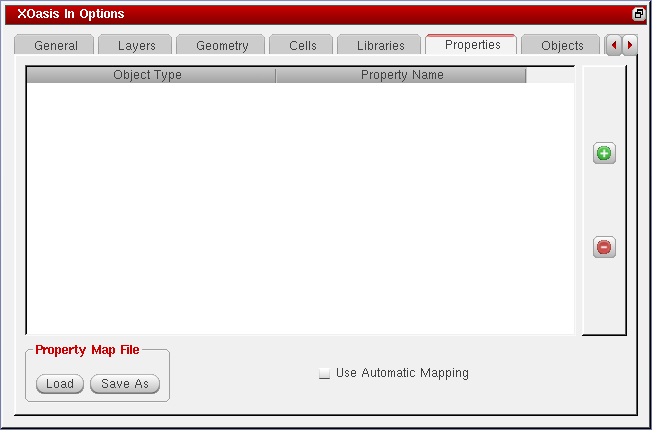 XOasis In Options
General Layers Geometry Cells Libraries Properties Objects
Object Type Property Name
Property Map File
Load Save As
Use Automatic Mapping